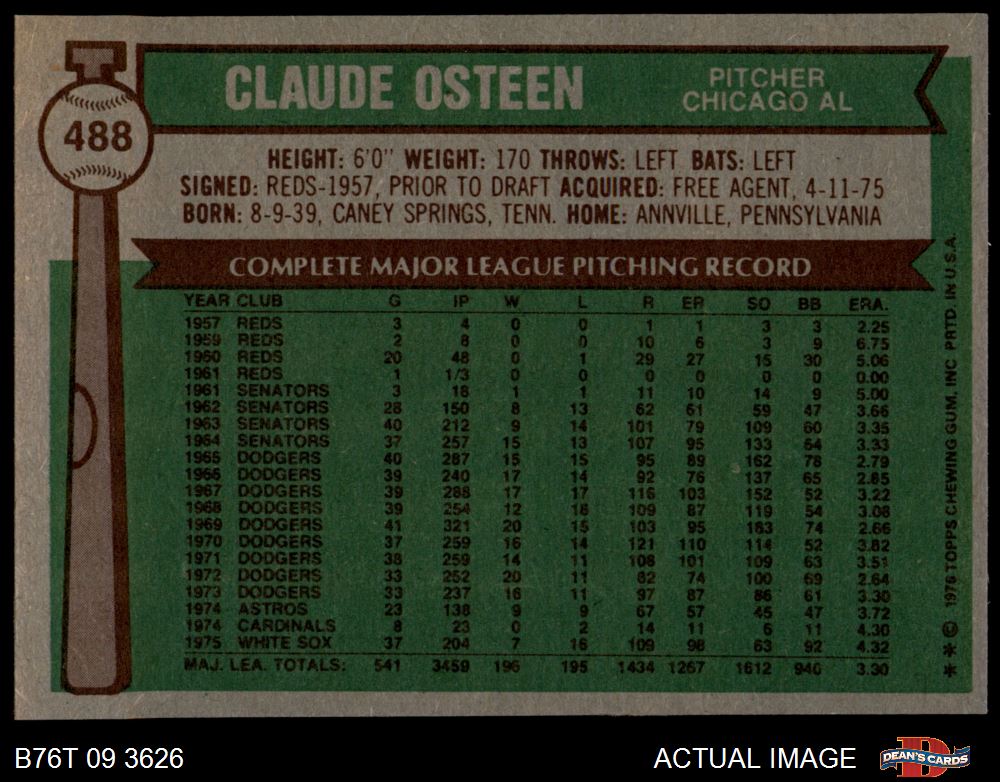 488
CLAUDE OSTEEN
PITCHER
CHICAGO AL
HEIGHT: 6'0" WEIGHT: 170 THROWS: LEFT BATS: LEFT
SIGNED: REDS-1957, PRIOR TO DRAFT ACQUIRED: FREE AGENT, 4-11-75
BORN: 8-9-39, CANEY SPRINGS, TENN. HOME: ANNVILLE, PENNSYLVANIA
COMPLETE MAJOR LEAGUE PITCHING RECORD
YEAR CLUB G IP W L R ER SO BB ERA.
1957 REDS 3 4 0 0 1 1 3 3 2.25
1959 REDS 2 8 0 0 10 6 3 9 6.75
1960 REDS 20 48 0 1 29 27 15 30 5.06
1961 REDS 1 1/3 0 0 0 0 0 0 0.00
1961 SENATORS 3 18 1 1 11 10 14 9 5.00
1962 SENATORS 28 150 8 13 62 61 59 47 3.66
1963 SENATORS 40 212 9 14 101 79 109 60 3.35
1964 SENATORS 37 257 15 13 107 95 133 64 3.33
1965 DODGERS 40 287 15 15 95 89 162 78 2.79
1966 DODGERS 39 240 17 14 92 76 137 65 2.85
1967 DODGERS 39 288 17 17 116 103 152 52 3.22
1968 DODGERS 39 254 12 18 109 87 119 54 3.08
1969 DODGERS 41 321 20 15 103 95 183 74 2.66
1970 DODGERS 37 259 16 14 121 110 114 52 3.82
1971 DODGERS 38 259 14 11 108 101 109 63 3.51
1972 DODGERS 33 252 20 11 82 74 100 69 2.64
1973 DODGERS 33 237 16 11 97 87 86 61 3.30
1974 ASTROS 23 138 9 9 67 57 45 47 3.72
1974 CARDINALS 8 23 0 2 14 11 6 11 4.30
1975 WHITE SOX 37 204 7 16 109 98 63 92 4.32
MAJ. LEA. TOTALS: 541 3459 196 195 1434 1267 1612 940 3.30
* * © 1976 TOPPS CHEWING GUM, INC PRTD. IN U.S.A.
B76T 09 3626
ACTUAL IMAGE
DEAN'S CARDS